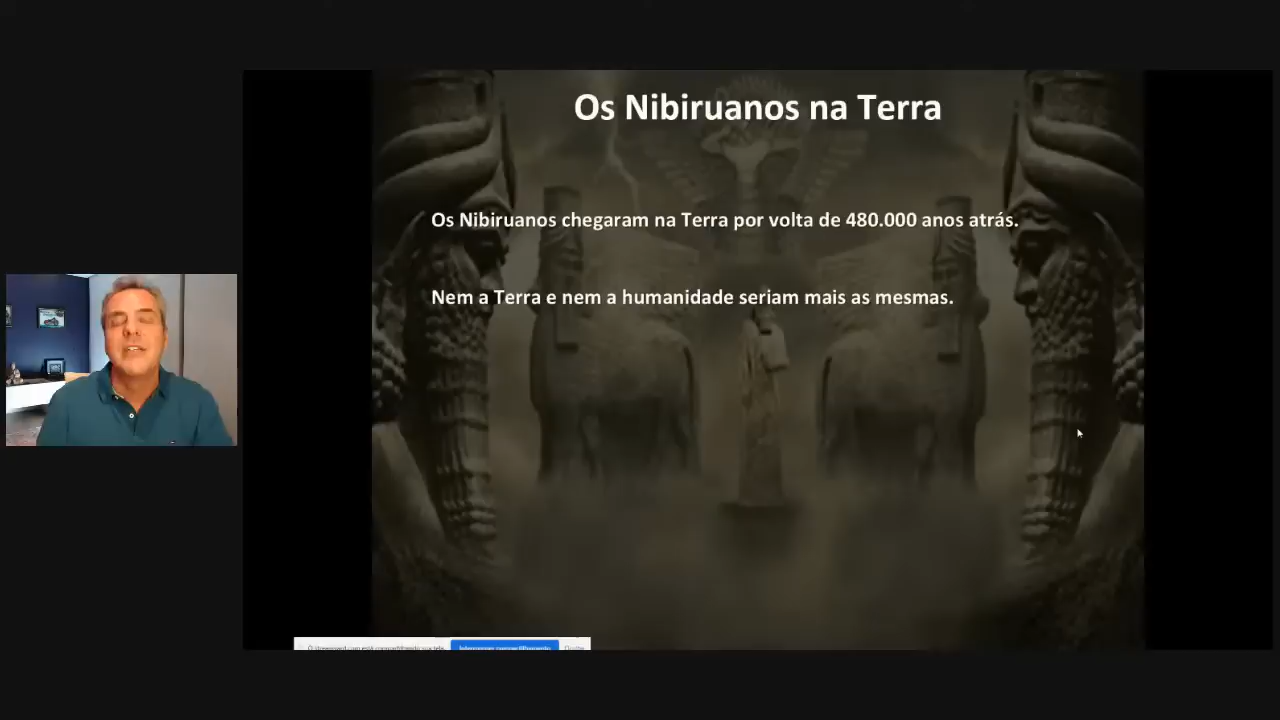 Os Nibiruanos na Terra
Os Nibiruanos chegaram na Terra por volta de 480.000 anos atrás.
Nem a Terra e nem a humanidade seriam mais as mesmas.